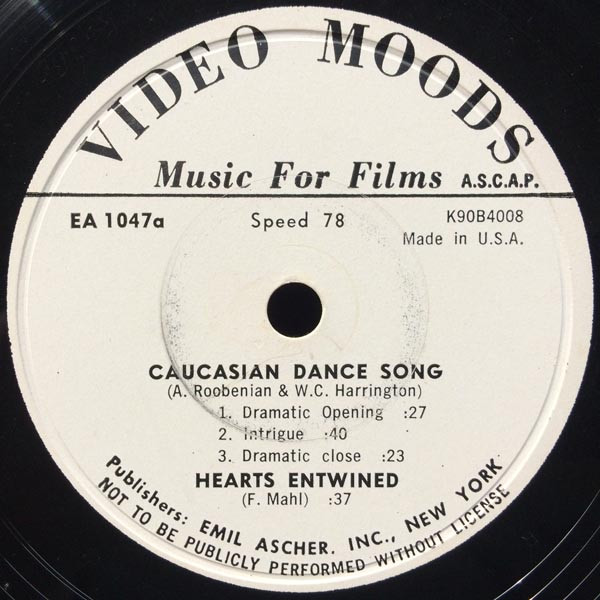 VIDEO MOODS
Music For Films A.S.C.A.P.
EA 1047a Speed 78 K90B4008
Made in U.S.A.
CAUCASIAN DANCE SONG
(A. Roobenian & W.C. Harrington)
1. Dramatic Opening :27
2. Intrigue :40
3. Dramatic close :23
HEARTS ENTWINED
(F. Mahl) :37
Publishers: EMIL ASCHER. INC., NEW YORK
NOT TO BE PUBLICLY PERFORMED WITHOUT LICENSE